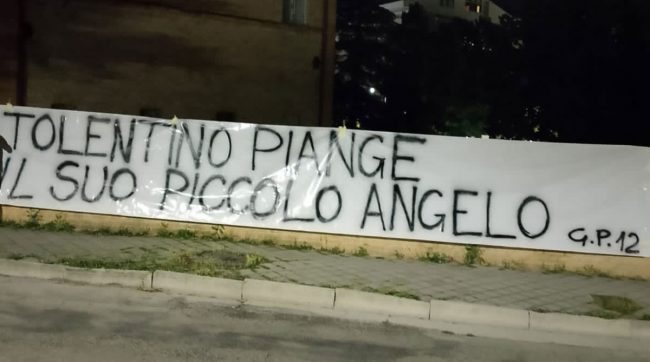 TOLENTINO PIANGE
IL SUO PICCOLO ANGELO G.P.12